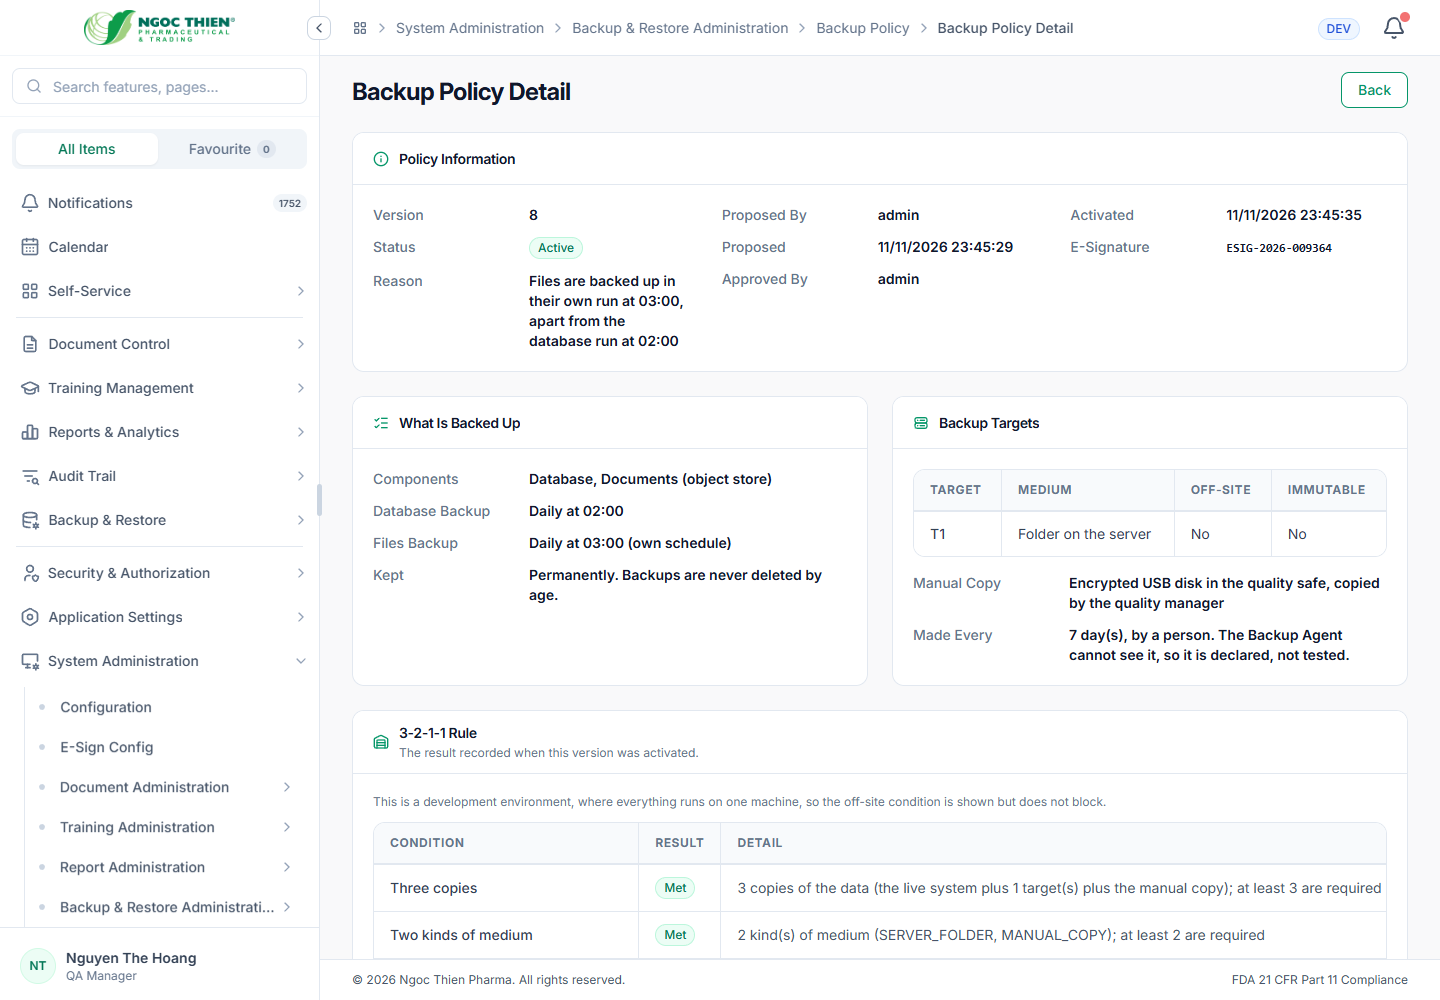 NGOC THIEN®
PHARMACEUTICAL
& TRADING
Search features, pages...
All Items
Favourite 0
Notifications 1752
Calendar
Self-Service
Document Control
Training Management
Reports & Analytics
Audit Trail
Backup & Restore
Security & Authorization
Application Settings
System Administration
Configuration
E-Sign Config
Document Administration
Training Administration
Report Administration
Backup & Restore Administrati...
NT
Nguyen The Hoang
QA Manager
System Administration > Backup & Restore Administration > Backup Policy > Backup Policy Detail
DEV
Backup Policy Detail
Back
Policy Information
Version 8
Status Active
Reason Files are backed up in
their own run at 03:00,
apart from the
database run at 02:00
Proposed By admin
Proposed 11/11/2026 23:45:29
Approved By admin
Activated 11/11/2026 23:45:35
E-Signature ESIG-2026-009364
What Is Backed Up
Components Database, Documents (object store)
Database Backup Daily at 02:00
Files Backup Daily at 03:00 (own schedule)
Kept Permanently. Backups are never deleted by
age.
Backup Targets
TARGET MEDIUM OFF-SITE IMMUTABLE
T1 Folder on the server No No
Manual Copy Encrypted USB disk in the quality safe, copied
by the quality manager
Made Every 7 day(s), by a person. The Backup Agent
cannot see it, so it is declared, not tested.
3-2-1-1 Rule
The result recorded when this version was activated.
This is a development environment, where everything runs on one machine, so the off-site condition is shown but does not block.
CONDITION RESULT DETAIL
Three copies Met 3 copies of the data (the live system plus 1 target(s) plus the manual copy); at least 3 are required
Two kinds of medium Met 2 kind(s) of medium (SERVER_FOLDER, MANUAL_COPY); at least 2 are required
© 2026 Ngoc Thien Pharma. All rights reserved.
FDA 21 CFR Part 11 Compliance